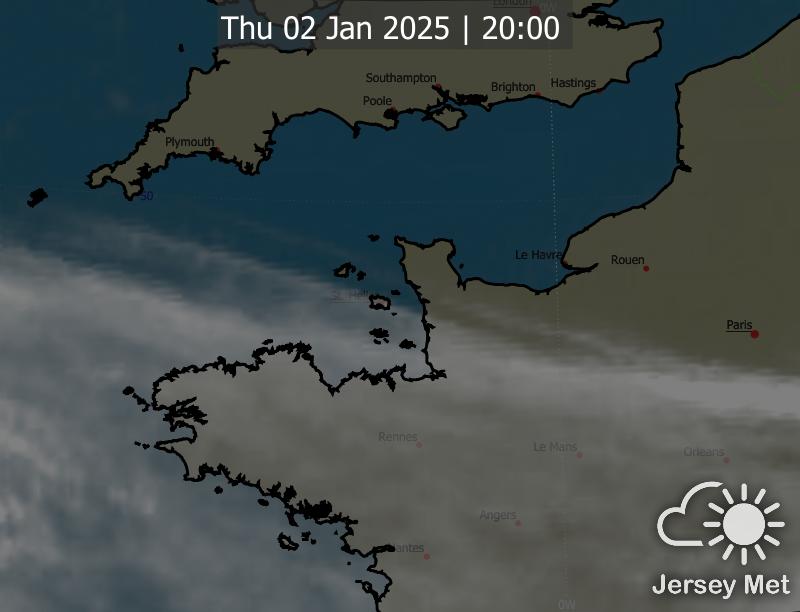 London
0W
Thu 02 Jan 2025 | 20:00
Southampton
Brighton
Hastings
Poole
Plymouth
50
Le Havre
Rouen
St. Helier
Paris
Rennes
Le Mans
Orleans
Angers
Nantes
0W
Jersey Met